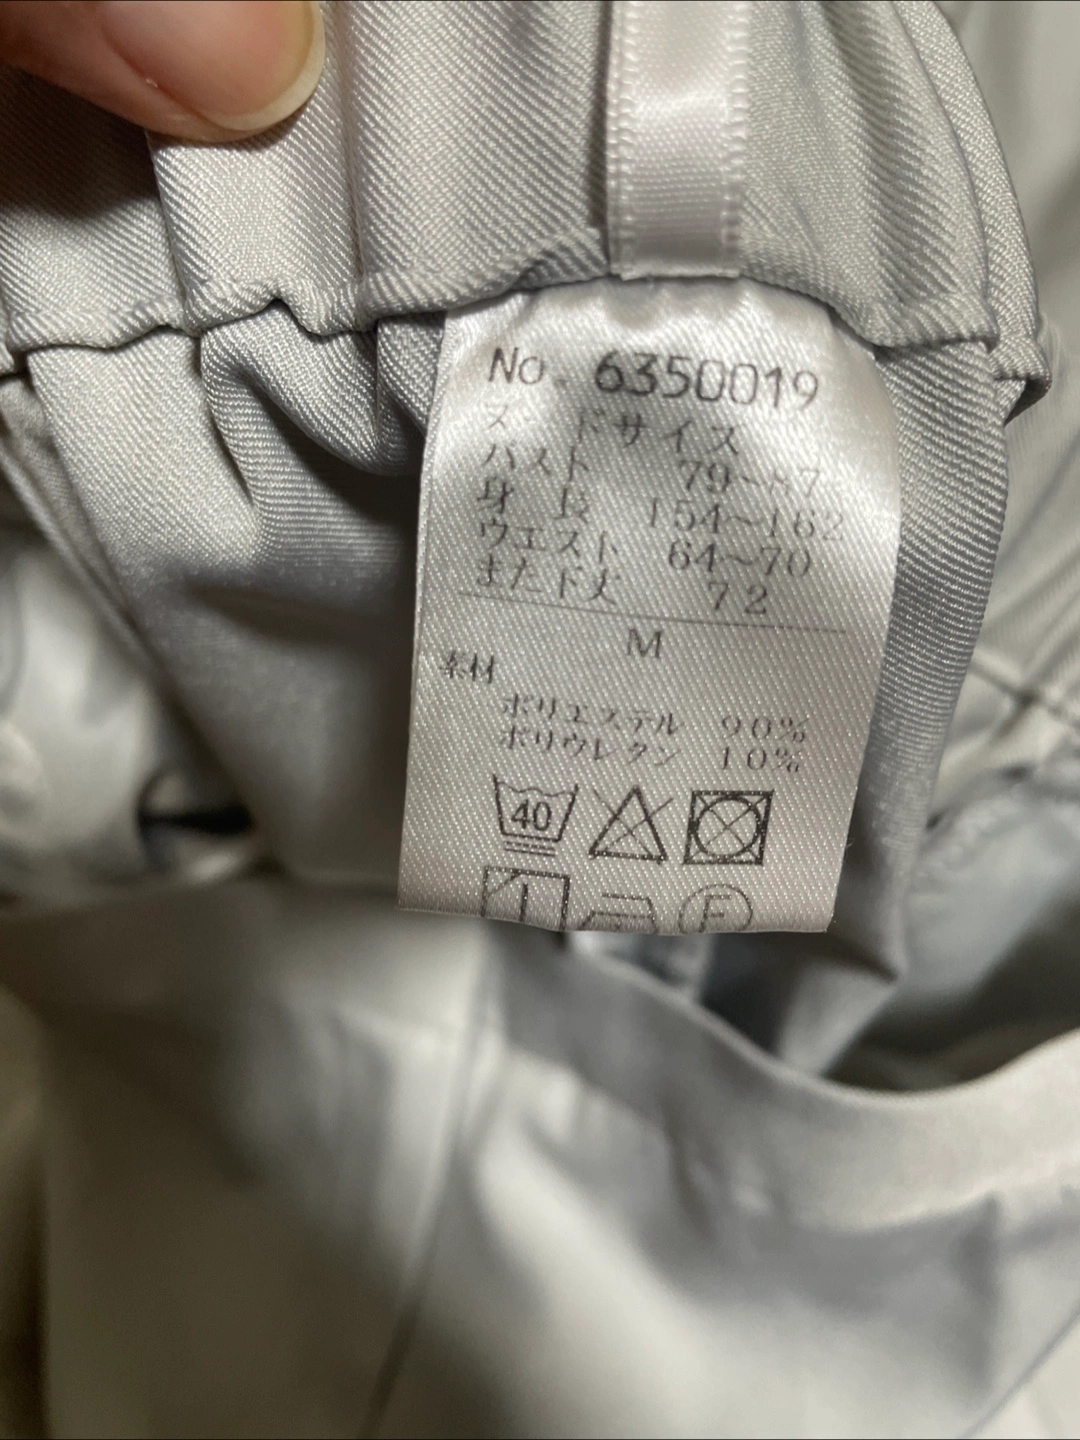 No. 6350019
ヌードサイズ
バスト 79~87
身 長 154~162
ウエスト 64~70
また下丈 72
M
素材
ポリエステル 90%
ポリウレタン 10%
40
F